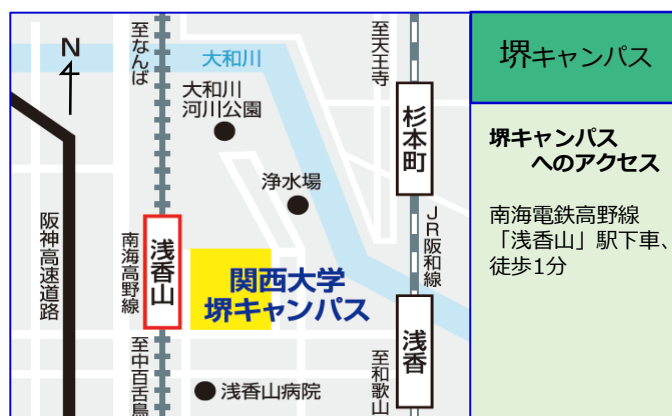 N
至なんば
大和川
大和川
河川公園
至天王寺
杉本町
浄水場
阪神高速道路
南海高野線
浅香山
関西大学
堺キャンパス
JR阪和線
浅香
至中百舌鳥
浅香山病院
至和歌山
堺キャンパス
堺キャンパス
へのアクセス
南海電鉄高野線
「浅香山」駅下車、
徒歩1分